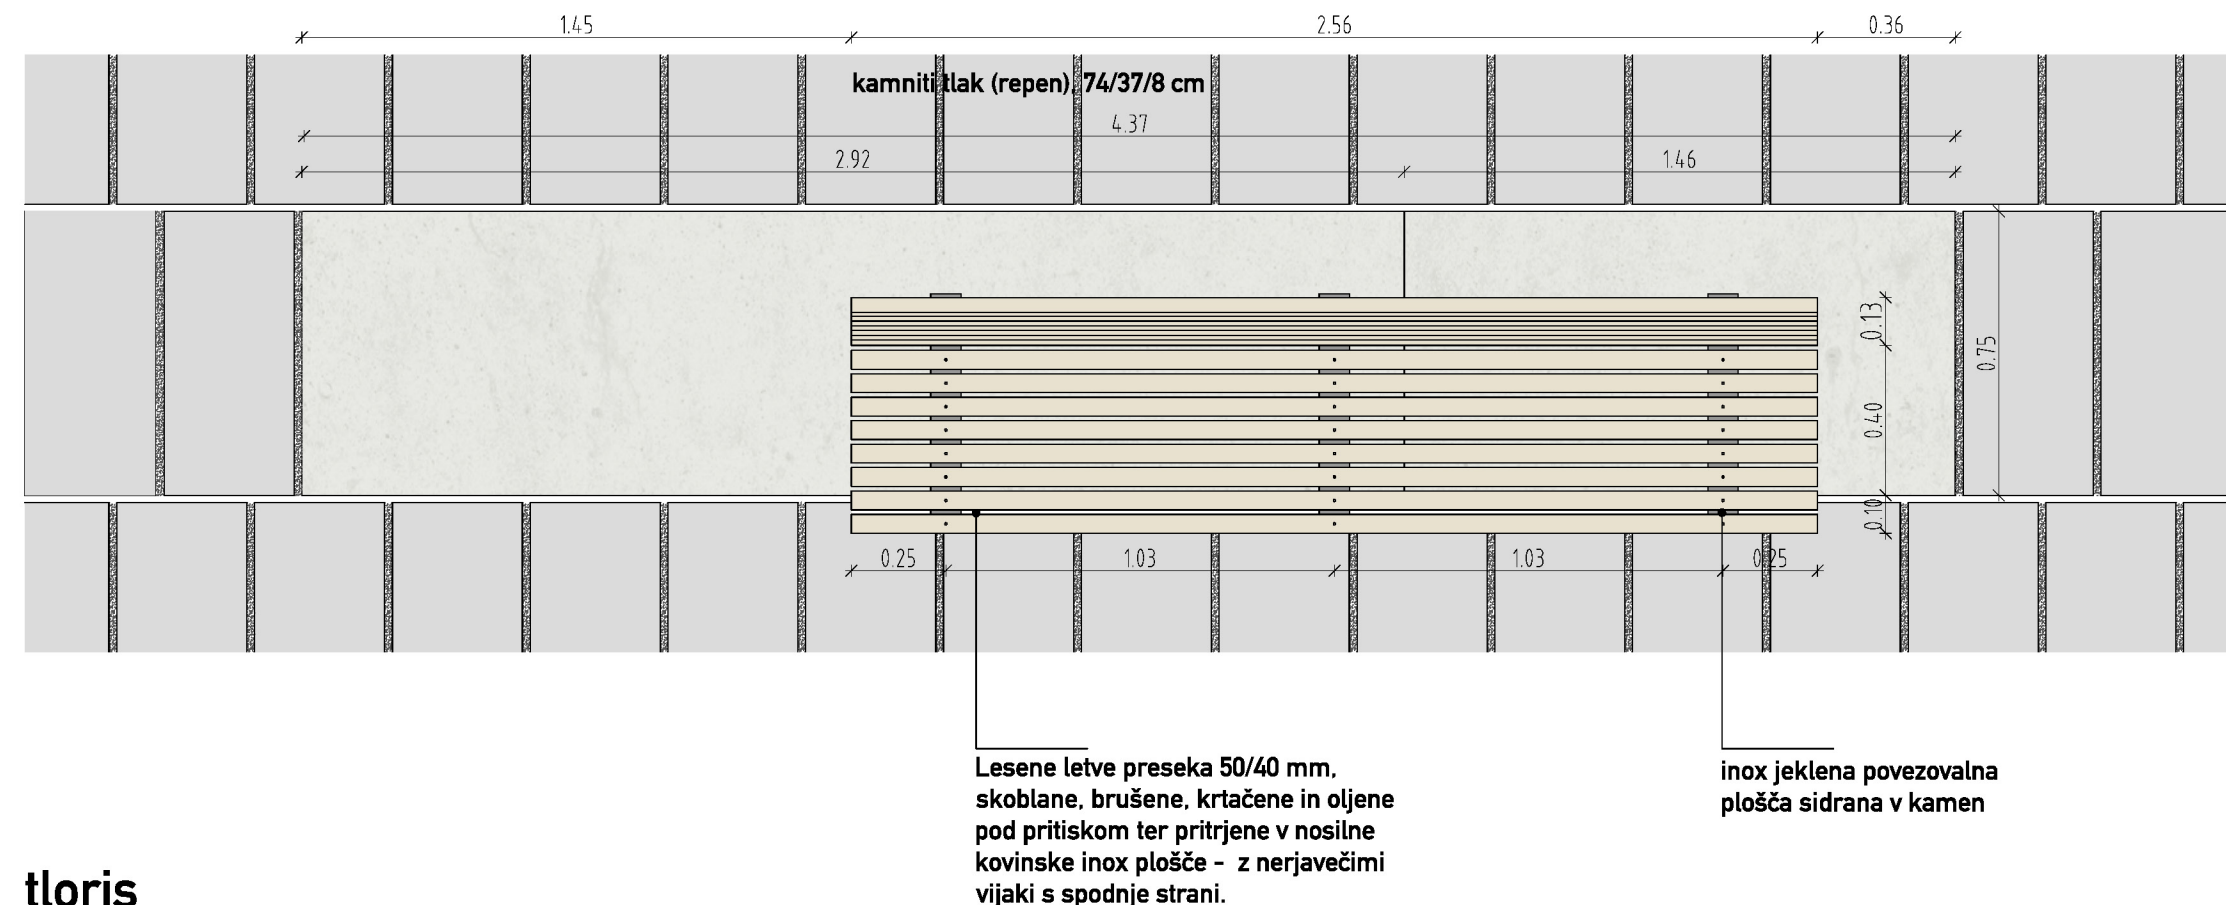 1.45 2.56 0.36
kamniti tlak (repen), 74/37/8 cm
4.37
2.92 1.46
0.13
0.75
0.40
0.10
0.25 1.03 1.03 0.25
Lesene letve preseka 50/40 mm,
skoblane, brušene, krtačene in oljene
pod pritiskom ter pritrjene v nosilne
kovinske inox plošče - z nerjavečimi
vijaki s spodnje strani.
inox jeklena povezovalna
plošča sidrana v kamen
tloris